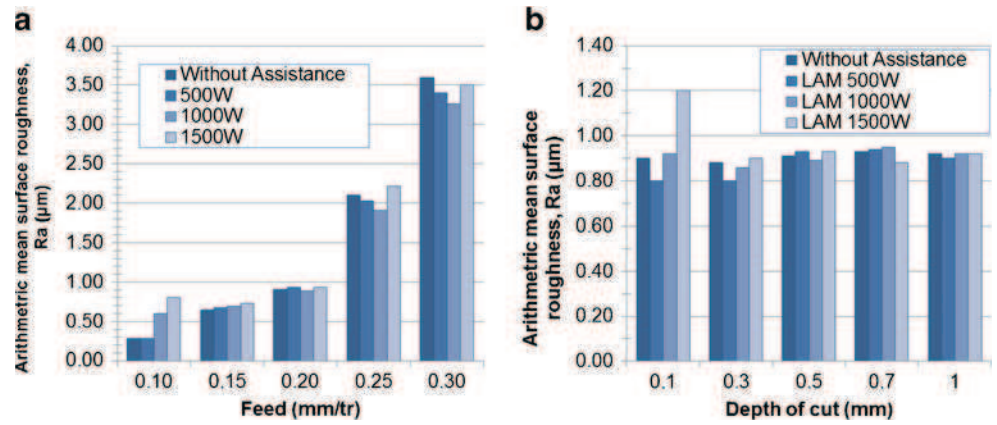 a
Arithmetic mean surface roughness,
Ra (µm)
4.00
3.50
3.00
2.50
2.00
1.50
1.00
0.50
0.00
Without Assistance
500W
1000W
1500W
0.10 0.15 0.20 0.25 0.30
Feed (mm/tr)
b
Arithmetric mean surface
roughness, Ra (µm)
1.40
1.20
1.00
0.80
0.60
0.40
0.20
0.00
Without Assistance
LAM 500W
LAM 1000W
LAM 1500W
0.1 0.3 0.5 0.7 1
Depth of cut (mm)